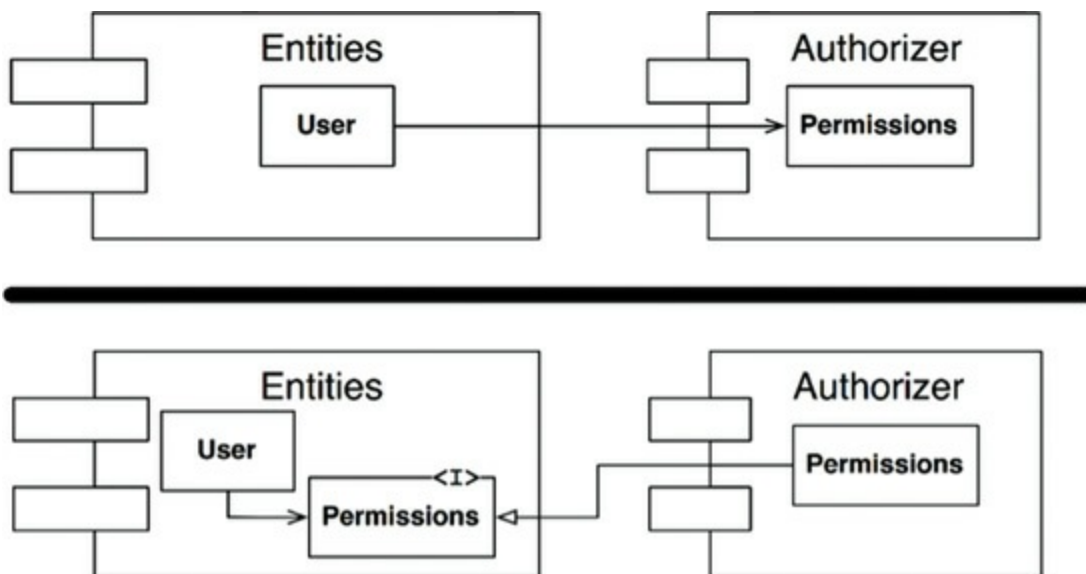 Entities
Authorizer
User
Permissions
Entities
Authorizer
User
Permissions
<I>
Permissions